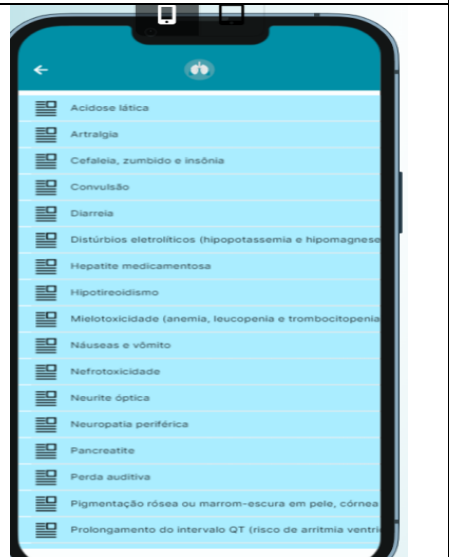 Acidose lática
Artralgia
Cefaleia, zumbido e insônia
Convulsão
Diarreia
Distúrbios eletrolíticos (hipopotassemia e hipomagnese
Hepatite medicamentosa
Hipotireoidismo
Mielotoxicidade (anemia, leucopenia e trombocitopenia
Náuseas e vômito
Nefrotoxicidade
Neurite óptica
Neuropatia periférica
Pancreatite
Perda auditiva
Pigmentação rósea ou marrom-escura em pele, córnea
Prolongamento do intervalo QT (risco de arritmia ventri